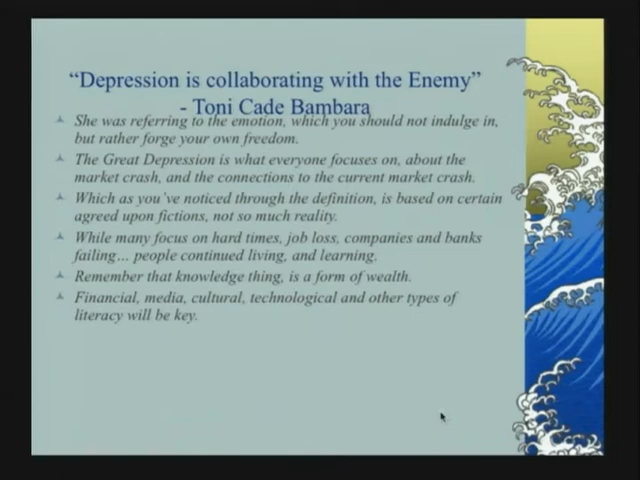 “Depression is collaborating with the Enemy”
- Toni Cade Bambara
She was referring to the emotion, which you should not indulge in,
but rather forge your own freedom.
The Great Depression is what everyone focuses on, about the
market crash, and the connections to the current market crash.
Which as you’ve noticed through the definition, is based on certain
agreed upon fictions, not so much reality.
While many focus on hard times, job loss, companies and banks
failing… people continued living, and learning.
Remember that knowledge thing, is a form of wealth.
Financial, media, cultural, technological and other types of
literacy will be key.